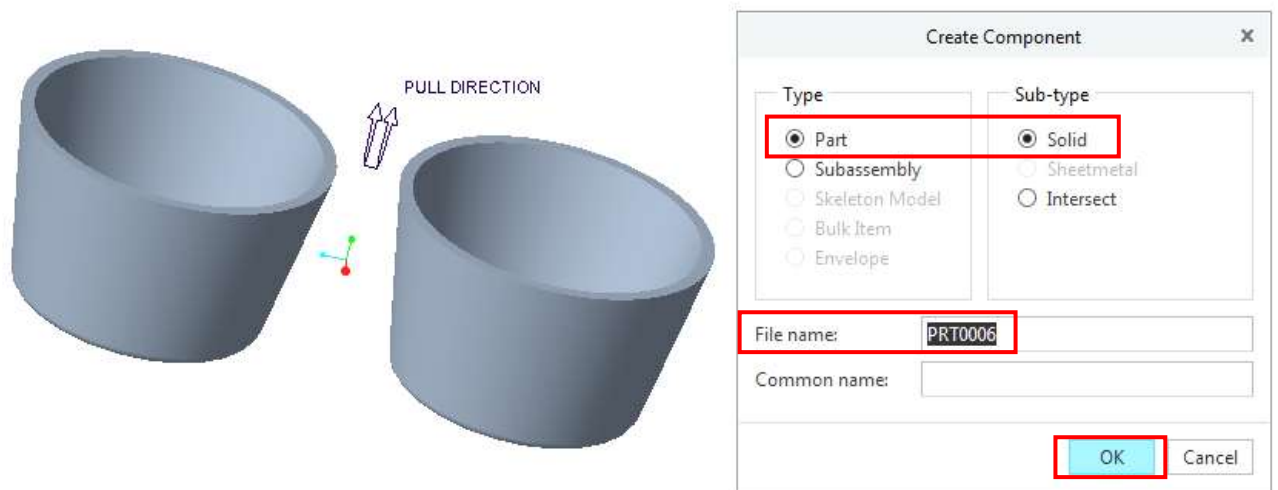 PULL DIRECTION
Create Component x
Type
Part
Subassembly
Skeleton Model
Bulk Item
Envelope
Sub-type
Solid
Sheetmetal
Intersect
File name: PRT0006
Common name:
OK Cancel